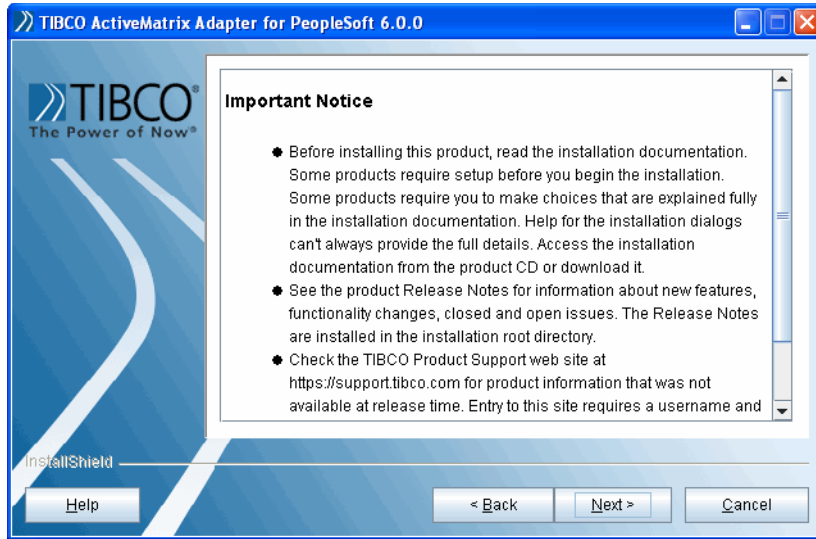 TIBCO ActiveMatrix Adapter for PeopleSoft 6.0.0
TIBCO®
The Power of Now®
Important Notice
● Before installing this product, read the installation documentation.
Some products require setup before you begin the installation.
Some products require you to make choices that are explained fully
in the installation documentation. Help for the installation dialogs
can't always provide the full details. Access the installation
documentation from the product CD or download it.
● See the product Release Notes for information about new features,
functionality changes, closed and open issues. The Release Notes
are installed in the installation root directory.
● Check the TIBCO Product Support web site at
https://support.tibco.com for product information that was not
available at release time. Entry to this site requires a username and
InstallShield
Help
< Back
Next >
Cancel